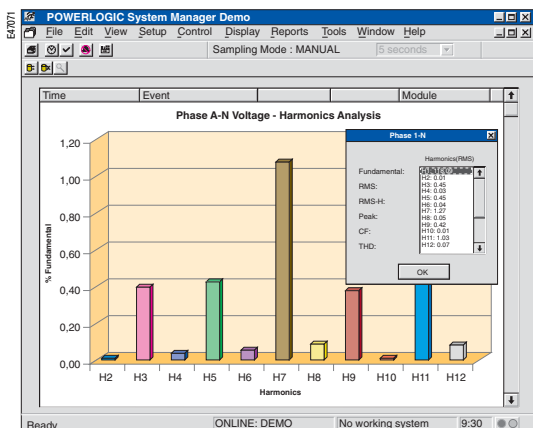 E47071
POWERLOGIC System Manager Demo
File Edit View Setup Control Display Reports Tools Window Help
Sampling Mode : MANUAL 5 seconds
Time Event Module
Phase A-N Voltage - Harmonics Analysis
1,20
1,00
0,80
0,60
0,40
0,20
0,00
% Fundamental
H2 H3 H4 H5 H6 H7 H8 H9 H10 H11 H12
Harmonics
Phase 1-N
Harmonics(RMS)
Fundamental:
RMS:
RMS-H:
Peak:
CF:
THD:
H2: 0.01
H3: 0.45
H4: 0.03
H5: 0.45
H6: 0.04
H7: 1.27
H8: 0.05
H9: 0.42
H10: 0.01
H11: 1.03
H12: 0.07
OK
Ready ONLINE: DEMO No working system 9:30